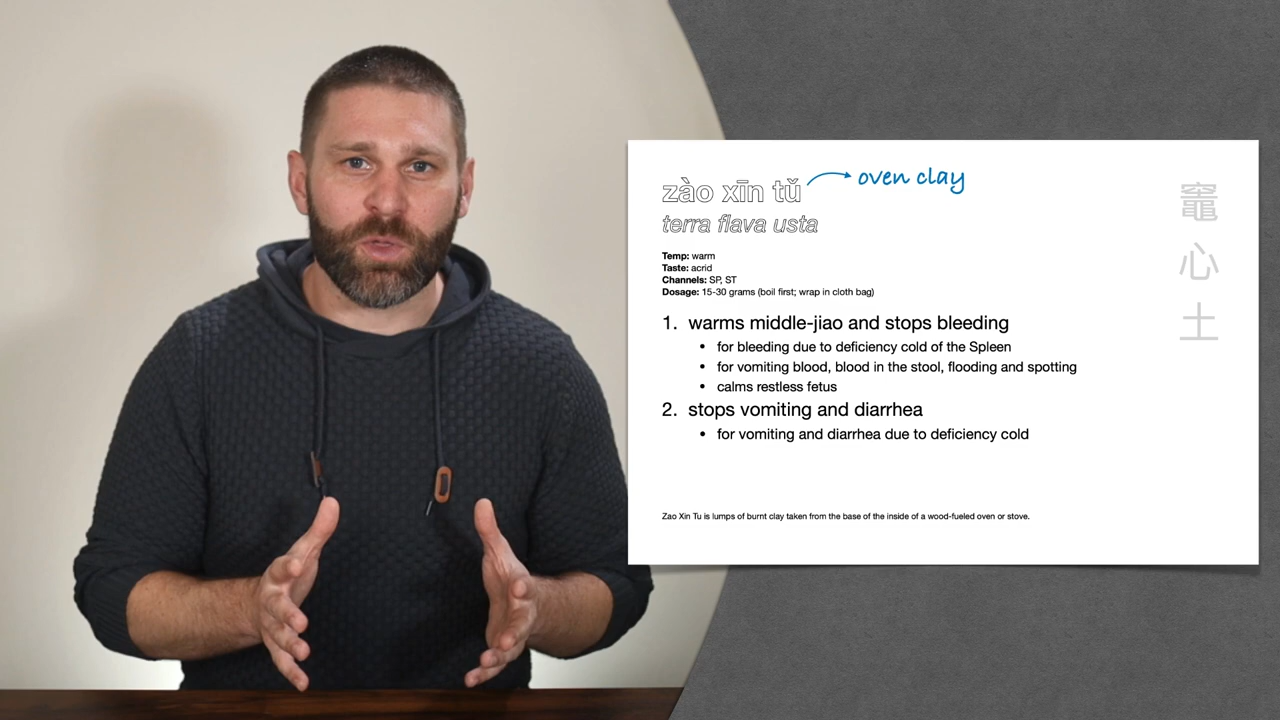 zào xīn tǔ
oven clay
terra flava usta
Temp: warm
Taste: acrid
Channels: SP, ST
Dosage: 15-30 grams (boil first; wrap in cloth bag)
1. warms middle-jiao and stops bleeding
• for bleeding due to deficiency cold of the Spleen
• for vomiting blood, blood in the stool, flooding and spotting
• calms restless fetus
2. stops vomiting and diarrhea
• for vomiting and diarrhea due to deficiency cold
Zao Xin Tu is lumps of burnt clay taken from the base of the inside of a wood-fueled oven or stove.
竈
心
土